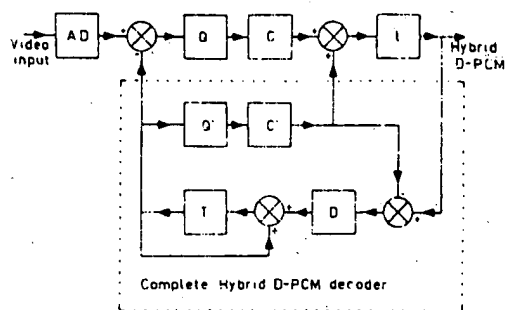 Video
input
AD
Q
C
L
Hybrid
D-PCM
Q'
C'
T
D
Complete Hybrid D-PCM decoder